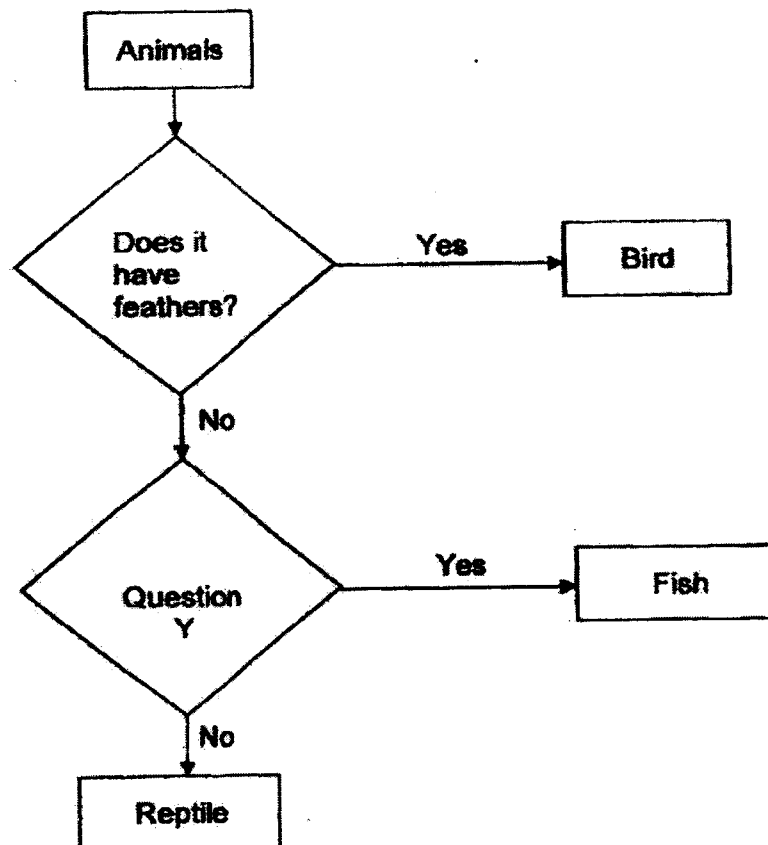 Animals
Does it
have
feathers?
Yes
Bird
No
Question
Y
Yes
Fish
No
Reptile